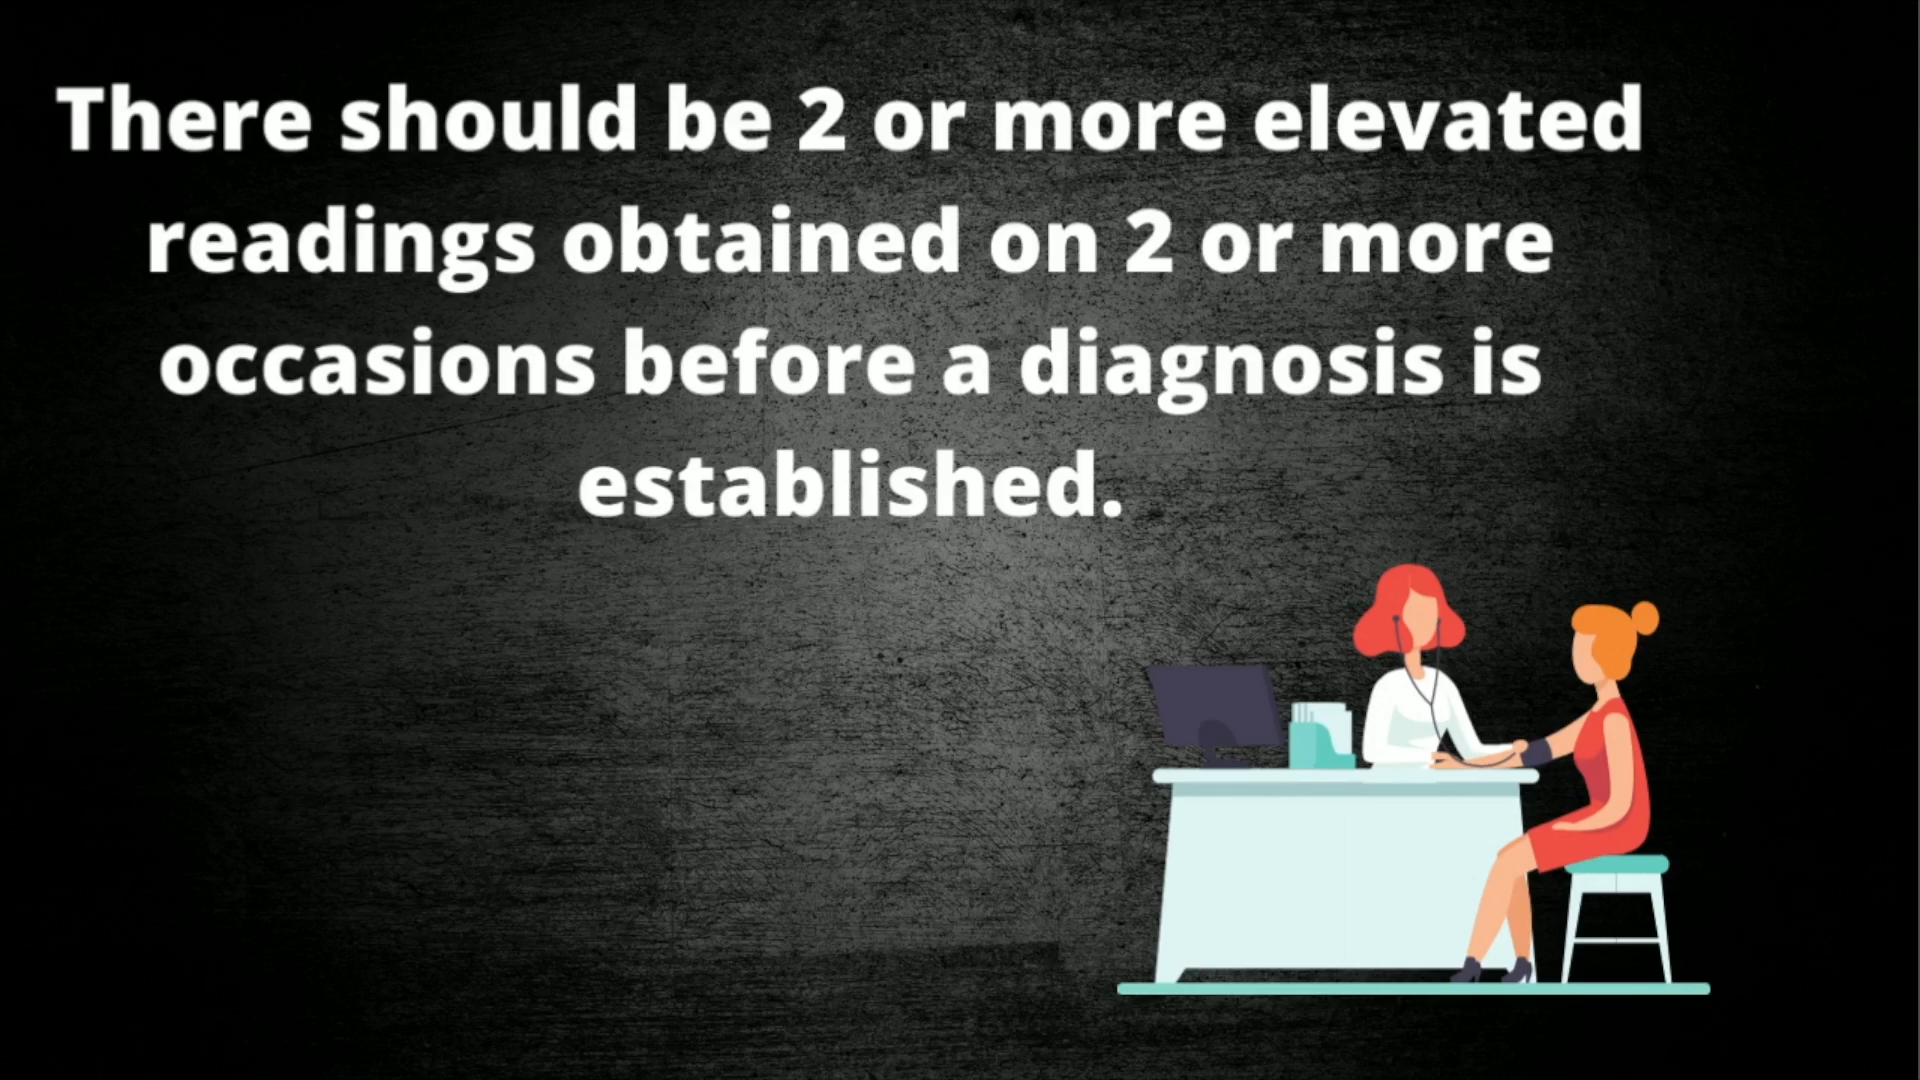 There should be 2 or more elevated
readings obtained on 2 or more
occasions before a diagnosis is
established.